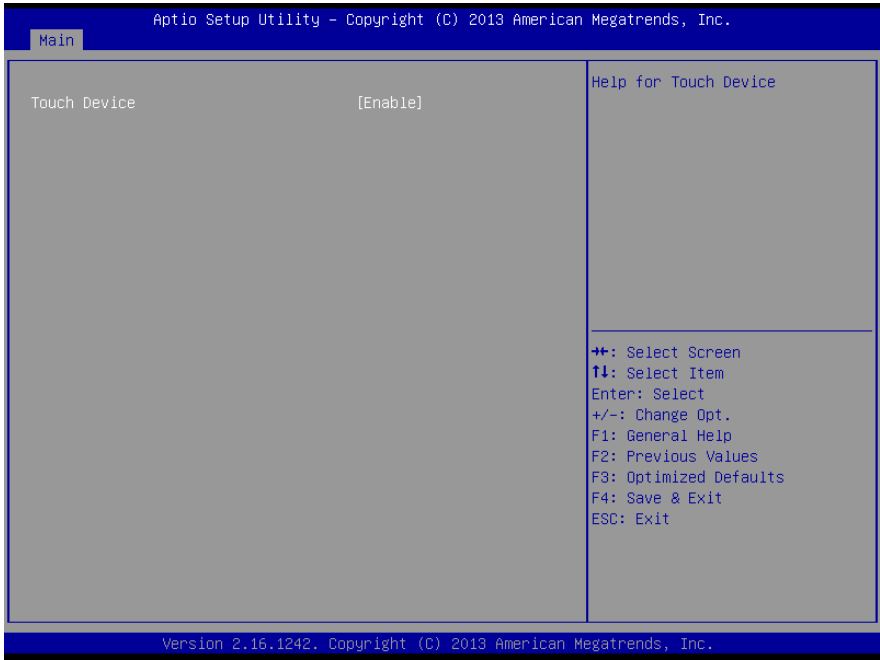 Aptio Setup Utility – Copyright (C) 2013 American Megatrends, Inc.
Main
Touch Device [Enable]
Help for Touch Device
→←: Select Screen
↑↓: Select Item
Enter: Select
+/-: Change Opt.
F1: General Help
F2: Previous Values
F3: Optimized Defaults
F4: Save & Exit
ESC: Exit
Version 2.16.1242. Copyright (C) 2013 American Megatrends, Inc.